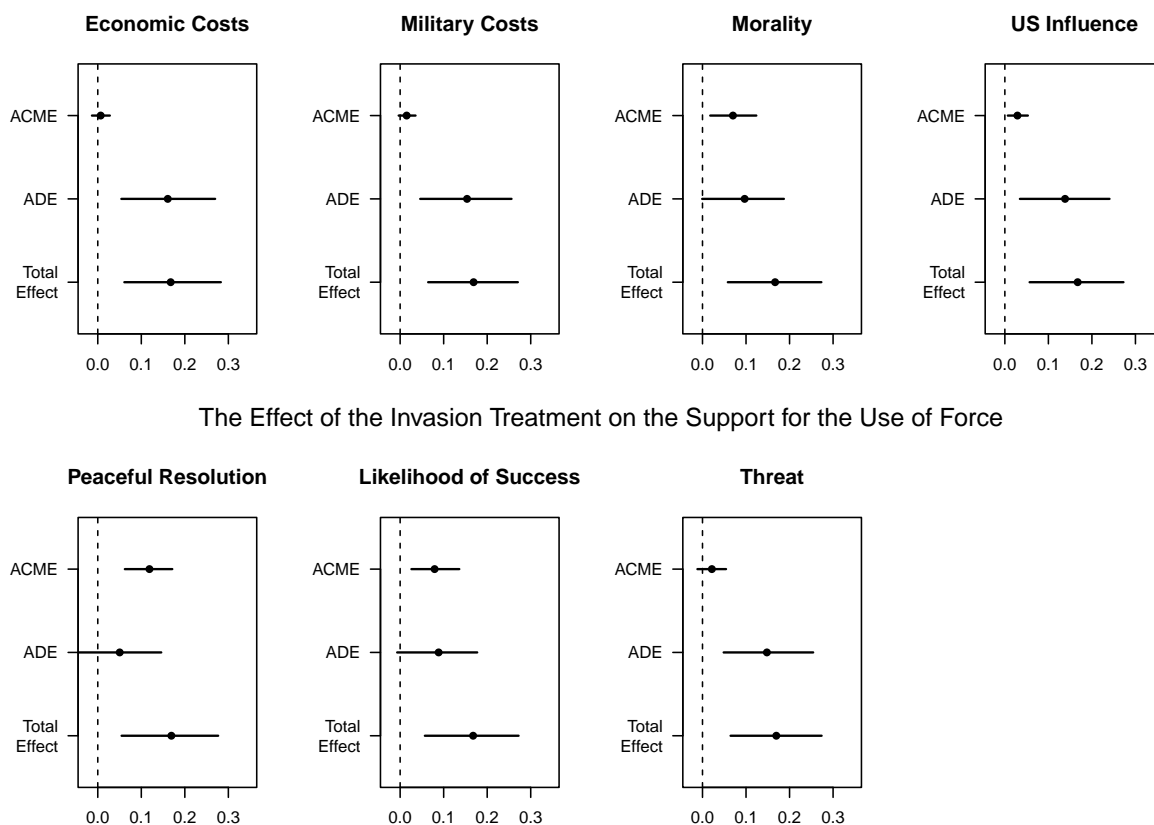 Economic Costs
Military Costs
Morality
US Influence
ACME
ADE
Total
Effect
0.0 0.1 0.2 0.3
ACME
ADE
Total
Effect
0.0 0.1 0.2 0.3
ACME
ADE
Total
Effect
0.0 0.1 0.2 0.3
ACME
ADE
Total
Effect
0.0 0.1 0.2 0.3
The Effect of the Invasion Treatment on the Support for the Use of Force
Peaceful Resolution
Likelihood of Success
Threat
ACME
ADE
Total
Effect
0.0 0.1 0.2 0.3
ACME
ADE
Total
Effect
0.0 0.1 0.2 0.3
ACME
ADE
Total
Effect
0.0 0.1 0.2 0.3